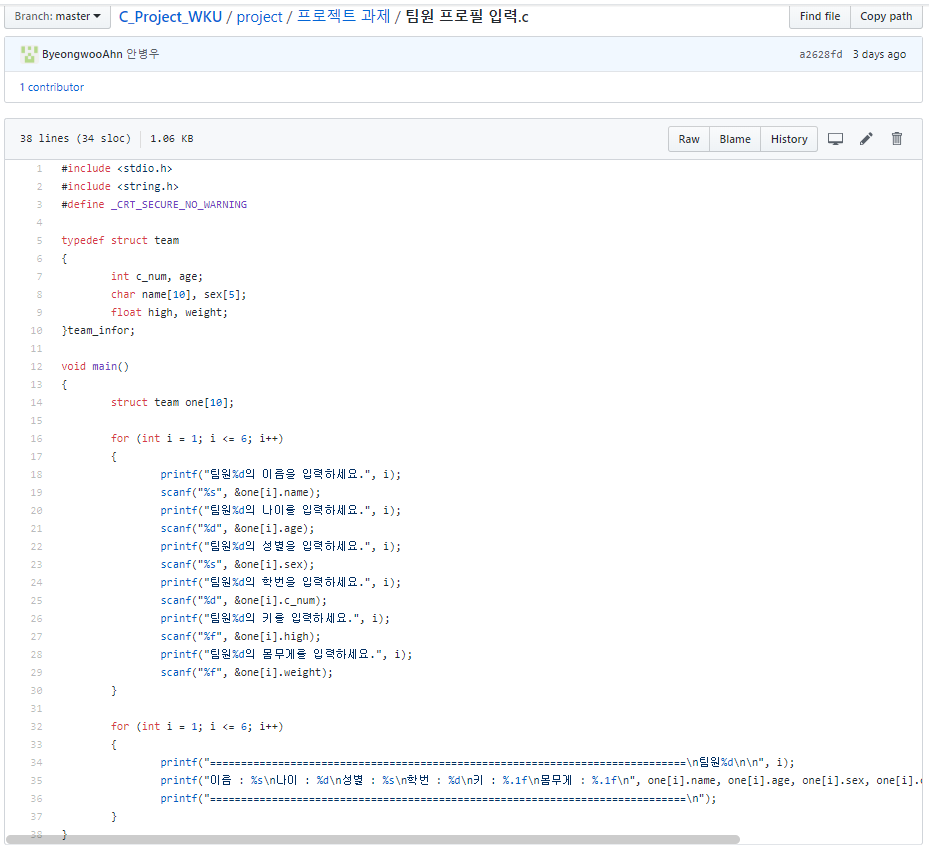 Branch: master C_Project_WKU / project / 프로젝트 과제 / 팀원 프로필 입력.c Find file Copy path
ByeongwooAhn 안병우 a2628fd 3 days ago
1 contributor
38 lines (34 sloc) 1.06 KB Raw Blame History
1 #include <stdio.h>
2 #include <string.h>
3 #define _CRT_SECURE_NO_WARNING
4
5 typedef struct team
6 {
7 int c_num, age;
8 char name[10], sex[5];
9 float high, weight;
10 }team_infor;
11
12 void main()
13 {
14 struct team one[10];
15
16 for (int i = 1; i <= 6; i++)
17 {
18 printf("팀원%d의 이름을 입력하세요.", i);
19 scanf("%s", &one[i].name);
20 printf("팀원%d의 나이를 입력하세요.", i);
21 scanf("%d", &one[i].age);
22 printf("팀원%d의 성별을 입력하세요.", i);
23 scanf("%s", &one[i].sex);
24 printf("팀원%d의 학번을 입력하세요.", i);
25 scanf("%d", &one[i].c_num);
26 printf("팀원%d의 키를 입력하세요.", i);
27 scanf("%f", &one[i].high);
28 printf("팀원%d의 몸무게를 입력하세요.", i);
29 scanf("%f", &one[i].weight);
30 }
31
32 for (int i = 1; i <= 6; i++)
33 {
34 printf("=============================================================================\n팀원%d\n\n", i);
35 printf("이름 : %s\n나이 : %d\n성별 : %s\n학번 : %d\n키 : %.1f\n몸무게 : %.1f\n", one[i].name, one[i].age, one[i].sex, one[i].
36 printf("=============================================================================\n");
37 }
38 }